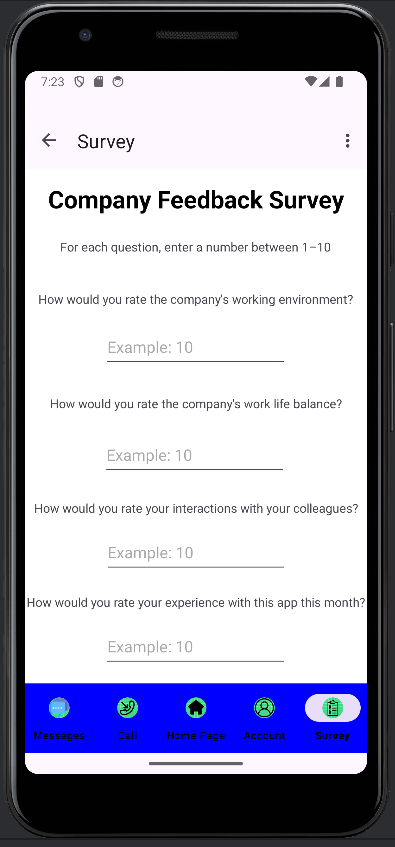 7:23
Survey
Company Feedback Survey
For each question, enter a number between 1–10
How would you rate the company's working environment?
Example: 10
How would you rate the company's work life balance?
Example: 10
How would you rate your interactions with your colleagues?
Example: 10
How would you rate your experience with this app this month?
Example: 10
Messages Call Home Page Account Survey